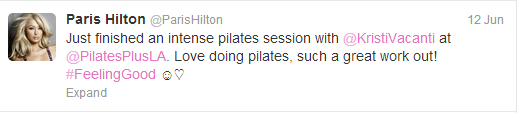 Paris Hilton @ParisHilton 12 Jun
Just finished an intense pilates session with @KristiVacanti at
@PilatesPlusLA. Love doing pilates, such a great work out!
#FeelingGood ☺♡
Expand